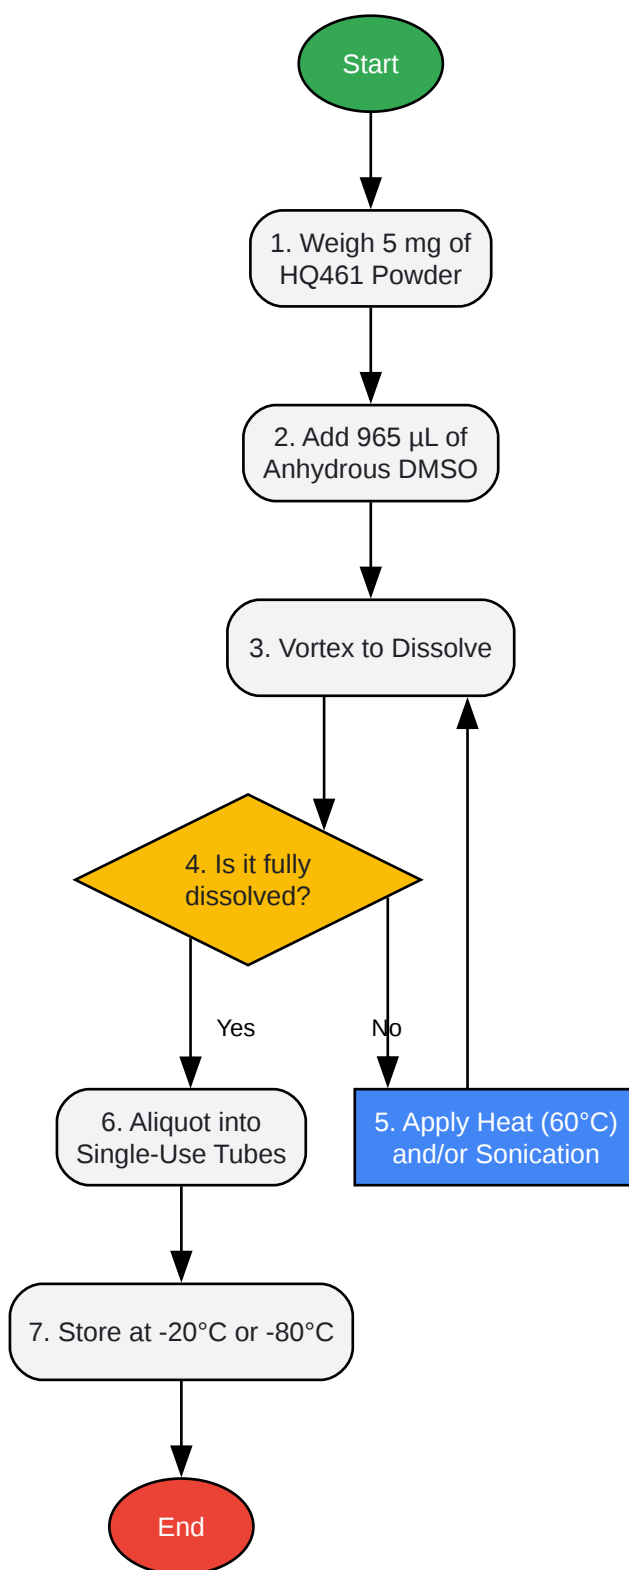 Start
1. Weigh 5 mg of
HQ461 Powder
2. Add 965 µL of
Anhydrous DMSO
3. Vortex to Dissolve
4. Is it fully
dissolved?
Yes
No
6. Aliquot into
Single-Use Tubes
5. Apply Heat (60°C)
and/or Sonication
7. Store at -20°C or -80°C
End